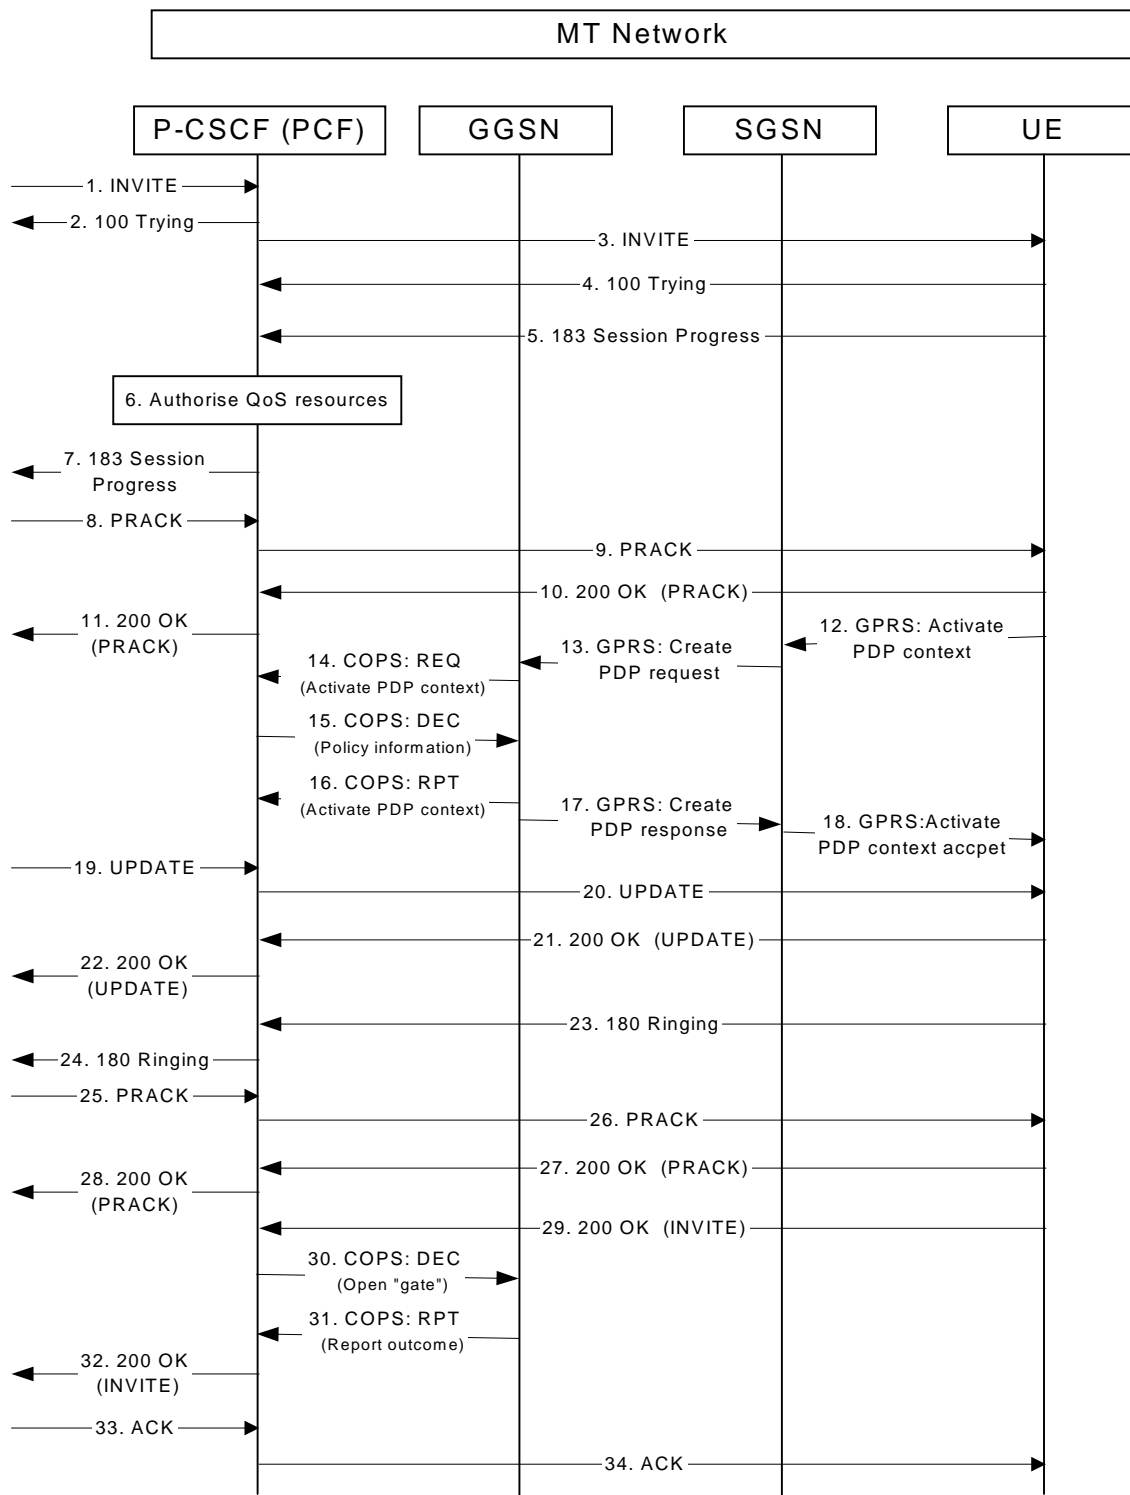 MT Network
P-CSCF (PCF)
GGSN
SGSN
UE
1. INVITE
2. 100 Trying
3. INVITE
4. 100 Trying
5. 183 Session Progress
6. Authorise QoS resources
7. 183 Session
Progress
8. PRACK
9. PRACK
10. 200 OK (PRACK)
11. 200 OK
(PRACK)
12. GPRS: Activate
PDP context
13. GPRS: Create
PDP request
14. COPS: REQ
(Activate PDP context)
15. COPS: DEC
(Policy information)
16. COPS: RPT
(Activate PDP context)
17. GPRS: Create
PDP response
18. GPRS:Activate
PDP context accpet
19. UPDATE
20. UPDATE
21. 200 OK (UPDATE)
22. 200 OK
(UPDATE)
23. 180 Ringing
24. 180 Ringing
25. PRACK
26. PRACK
27. 200 OK (PRACK)
28. 200 OK
(PRACK)
29. 200 OK (INVITE)
30. COPS: DEC
(Open "gate")
31. COPS: RPT
(Report outcome)
32. 200 OK
(INVITE)
33. ACK
34. ACK